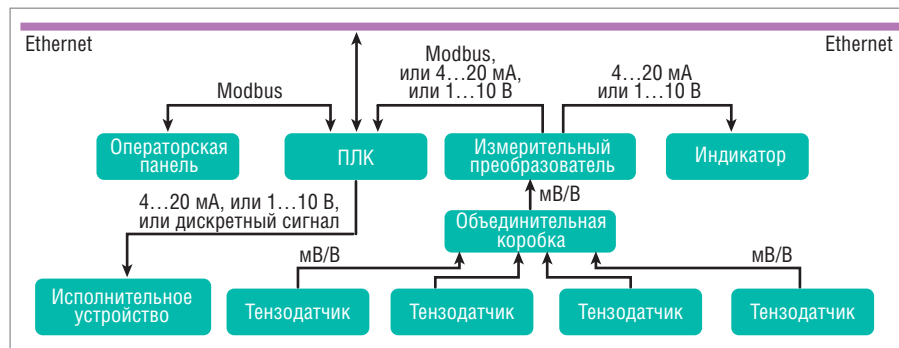 Ethernet
Ethernet
Modbus,
или 4...20 мА,
или 1...10 В
4...20 мА
или 1...10 В
Modbus
Операторская
панель
ПЛК
Измерительный
преобразователь
Индикатор
мВ/В
4...20 мА, или 1...10 В,
или дискретный сигнал
Объединительная
коробка
мВ/В
мВ/В
Исполнительное
устройство
Тензодатчик
Тензодатчик
Тензодатчик
Тензодатчик